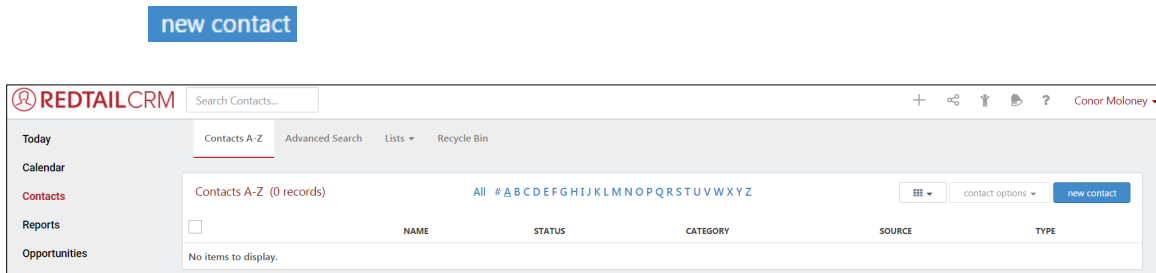 new contact
REDTAILCRM Search Contacts... ? Conor Moloney
Today Contacts A-Z Advanced Search Lists Recycle Bin
Calendar
Contacts Contacts A-Z (0 records) All # A B C D E F G H I J K L M N O P Q R S T U V W X Y Z contact options new contact
Reports NAME STATUS CATEGORY SOURCE TYPE
Opportunities No items to display.